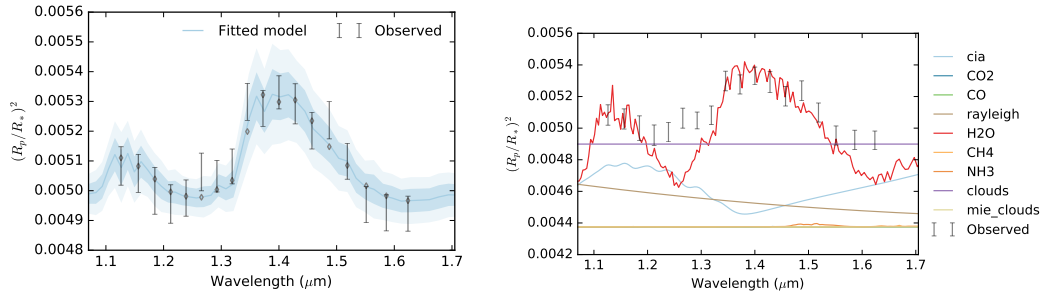 0.0056
0.0055
0.0054
0.0053
0.0052
0.0051
0.0050
0.0049
0.0048
(Rp/R*)²
Fitted model
Observed
1.1 1.2 1.3 1.4 1.5 1.6 1.7
Wavelength (μm)
0.0056
0.0054
0.0052
0.0050
0.0048
0.0046
0.0044
0.0042
(Rp/R*)²
1.1 1.2 1.3 1.4 1.5 1.6 1.7
Wavelength (μm)
cia
CO2
CO
rayleigh
H2O
CH4
NH3
clouds
mie_clouds
Observed